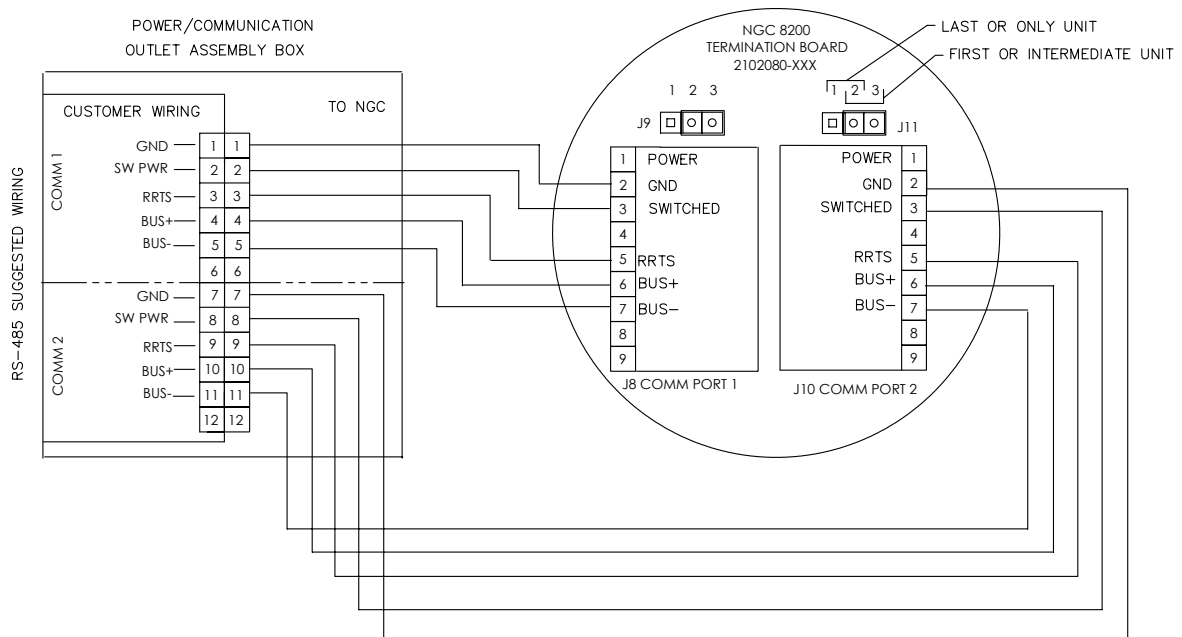 POWER/COMMUNICATION
OUTLET ASSEMBLY BOX
RS-485 SUGGESTED WIRING
CUSTOMER WIRING
TO NGC
COMM 1
GND 1 1
SW PWR 2 2
RRTS 3 3
BUS+ 4 4
BUS- 5 5
6 6
COMM 2
GND 7 7
SW PWR 8 8
RRTS 9 9
BUS+ 10 10
BUS- 11 11
12 12
NGC 8200
TERMINATION BOARD
2102080-XXX
LAST OR ONLY UNIT
FIRST OR INTERMEDIATE UNIT
1 2 3
J9
1 2 3
J11
1 POWER
2 GND
3 SWITCHED
4
5 RRTS
6 BUS+
7 BUS-
8
9
J8 COMM PORT 1
POWER 1
GND 2
SWITCHED 3
4
RRTS 5
BUS+ 6
BUS- 7
8
9
J10 COMM PORT 2